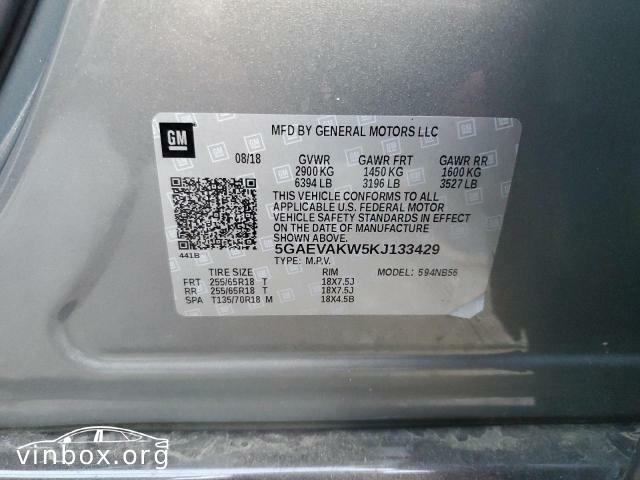 GM
MFD BY GENERAL MOTORS LLC
08/18 GVWR GAWR FRT GAWR RR
2900 KG 1450 KG 1600 KG
6394 LB 3196 LB 3527 LB
THIS VEHICLE CONFORMS TO ALL
APPLICABLE U.S. FEDERAL MOTOR
VEHICLE SAFETY STANDARDS IN EFFECT
ON THE DATE OF MANUFACTURE
SHOWN ABOVE.
441B 5GAEVAKW5KJ133429
TYPE: M.P.V.
TIRE SIZE RIM MODEL: 594NB56
FRT 255/65R18 T 18X7.5J
RR 255/65R18 T 18X7.5J
SPA T135/70R18 M 18X4.5B
vinbox.org